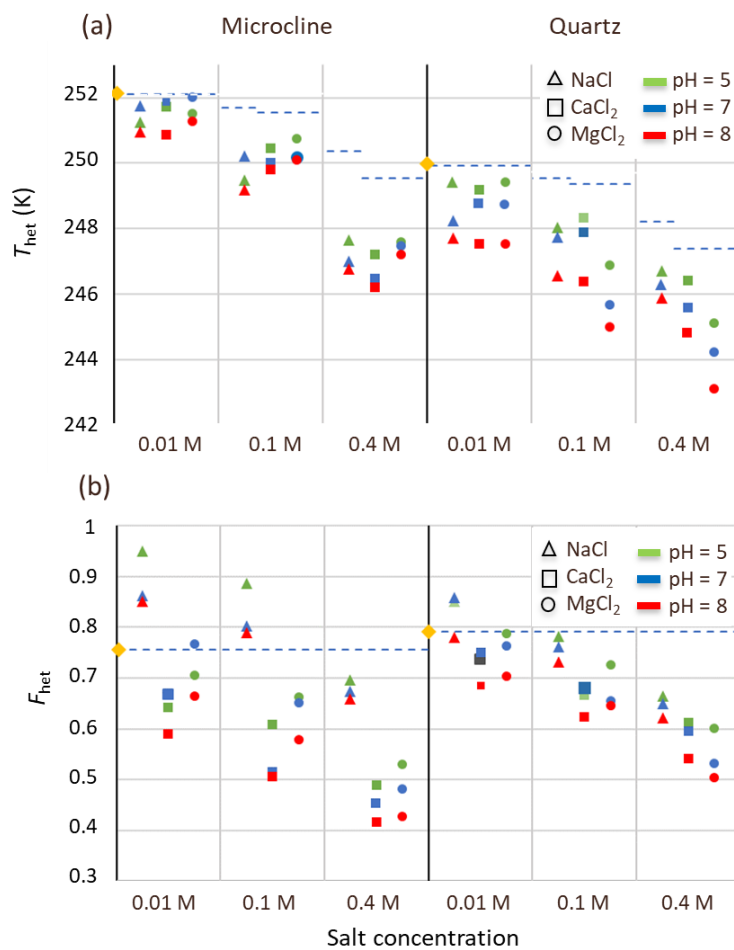 (a) Microcline Quartz
252
250
248
246
244
242
T_het (K)
NaCl pH = 5
CaCl₂ pH = 7
MgCl₂ pH = 8
0.01 M 0.1 M 0.4 M 0.01 M 0.1 M 0.4 M
(b)
1
0.9
0.8
0.7
0.6
0.5
0.4
0.3
F_het
NaCl pH = 5
CaCl₂ pH = 7
MgCl₂ pH = 8
0.01 M 0.1 M 0.4 M 0.01 M 0.1 M 0.4 M
Salt concentration